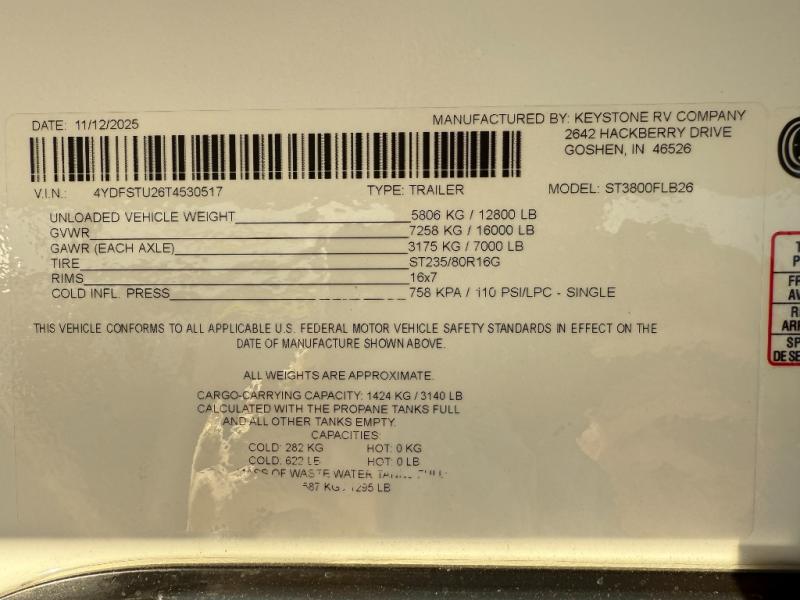 DATE: 11/12/2025
MANUFACTURED BY: KEYSTONE RV COMPANY
2642 HACKBERRY DRIVE
GOSHEN, IN 46526
V.I.N.: 4YDFSTU26T4530517 TYPE: TRAILER MODEL: ST3800FLB26
UNLOADED VEHICLE WEIGHT 5806 KG / 12800 LB
GVWR 7258 KG / 16000 LB
GAWR (EACH AXLE) 3175 KG / 7000 LB
TIRE ST235/80R16G
RIMS 16x7
COLD INFL. PRESS 758 KPA / 110 PSI/LPC - SINGLE
THIS VEHICLE CONFORMS TO ALL APPLICABLE U.S. FEDERAL MOTOR VEHICLE SAFETY STANDARDS IN EFFECT ON THE
DATE OF MANUFACTURE SHOWN ABOVE.
ALL WEIGHTS ARE APPROXIMATE.
CARGO-CARRYING CAPACITY: 1424 KG / 3140 LB
CALCULATED WITH THE PROPANE TANKS FULL
AND ALL OTHER TANKS EMPTY.
CAPACITIES:
COLD: 282 KG HOT: 0 KG
COLD: 622 LB HOT: 0 LB
OF WASTE WATER
587 KG / 1295 LB